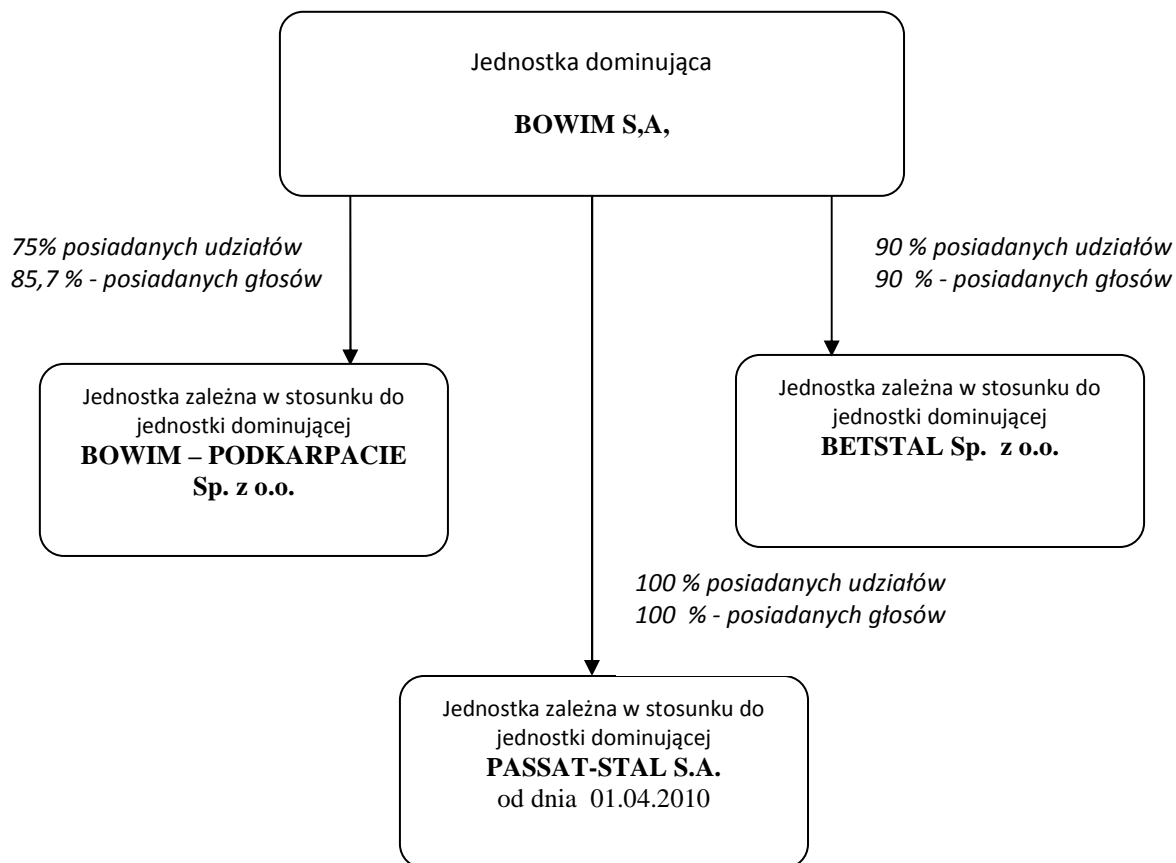 Jednostka dominująca
BOWIM S,A,
75% posiadanych udziałów
85,7 % - posiadanych głosów
90 % posiadanych udziałów
90 % - posiadanych głosów
Jednostka zależna w stosunku do
jednostki dominującej
BOWIM – PODKARPACIE
Sp. z o.o.
Jednostka zależna w stosunku do
jednostki dominującej
BETSTAL Sp. z o.o.
100 % posiadanych udziałów
100 % - posiadanych głosów
Jednostka zależna w stosunku do
jednostki dominującej
PASSAT-STAL S.A.
od dnia 01.04.2010